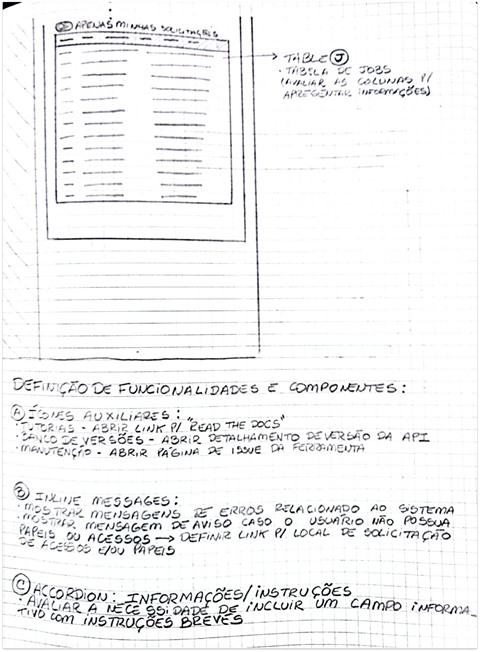 APENAS MINHAS SOLICITAÇÕES
→ TABLE J
• TABELA DE JOBS
(AVALIAR AS COLUNAS P/
APRESENTAR INFORMAÇÕES)
DEFINIÇÃO DE FUNCIONALIDADES E COMPONENTES:
A ÍCONES AUXILIARES:
• TUTORIAS - ABRIR LINK P/ "READ THE DOCS"
• BANCO DE VERSÕES - ABRIR DETALHAMENTO DE VERSÃO DA API
• MANUTENÇÃO - ABRIR PÁGINA DE ISSUE DA FERRAMENTA
B INLINE MESSAGES:
• MOSTRAR MENSAGENS DE ERROS RELACIONADO AO SISTEMA
• MOSTRAR MENSAGEM DE AVISO CASO O USUÁRIO NÃO POSSUA
PAPEIS OU ACESSOS → DEFINIR LINK P/ LOCAL DE SOLICITAÇÃO
DE ACESSOS E/OU PAPEIS
C ACCORDION: INFORMAÇÕES/INSTRUÇÕES
• AVALIAR A NECESSIDADE DE INCLUIR UM CAMPO INFORMA-
TIVO COM INSTRUÇÕES BREVES